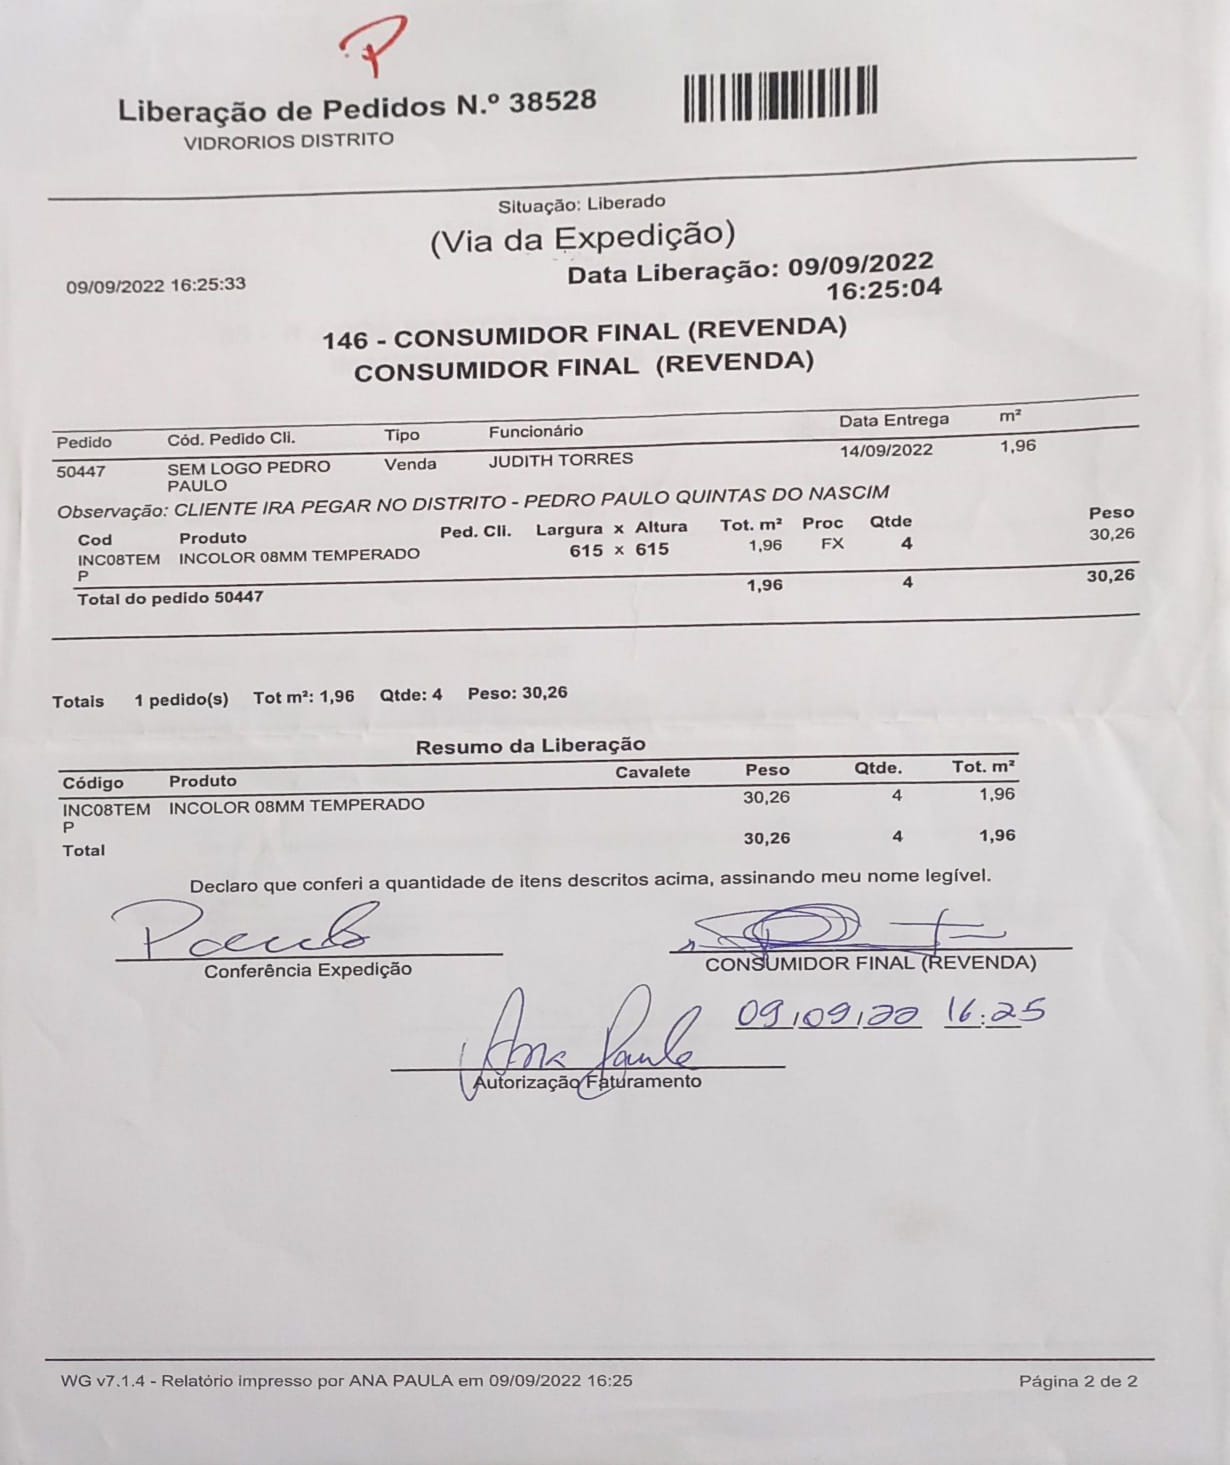 P
Liberação de Pedidos N.º 38528
VIDRORIOS DISTRITO
Situação: Liberado
(Via da Expedição)
09/09/2022 16:25:33
Data Liberação: 09/09/2022
16:25:04
146 - CONSUMIDOR FINAL (REVENDA)
CONSUMIDOR FINAL (REVENDA)
Pedido Cód. Pedido Cli. Tipo Funcionário Data Entrega m²
50447 SEM LOGO PEDRO Venda JUDITH TORRES 14/09/2022 1,96
PAULO
Observação: CLIENTE IRA PEGAR NO DISTRITO - PEDRO PAULO QUINTAS DO NASCIM
Cod Produto Ped. Cli. Largura x Altura Tot. m² Proc Qtde Peso
INC08TEM INCOLOR 08MM TEMPERADO 615 x 615 1,96 FX 4 30,26
P
Total do pedido 50447 1,96 4 30,26
Totais 1 pedido(s) Tot m²: 1,96 Qtde: 4 Peso: 30,26
Resumo da Liberação
Código Produto Cavalete Peso Qtde. Tot. m²
INC08TEM INCOLOR 08MM TEMPERADO 30,26 4 1,96
P
Total 30,26 4 1,96
Declaro que conferi a quantidade de itens descritos acima, assinando meu nome legível.
Paulo
Conferência Expedição
CONSUMIDOR FINAL (REVENDA)
09/09/22 16:25
Ana Paula
Autorização Faturamento
WG v7.1.4 - Relatório impresso por ANA PAULA em 09/09/2022 16:25
Página 2 de 2